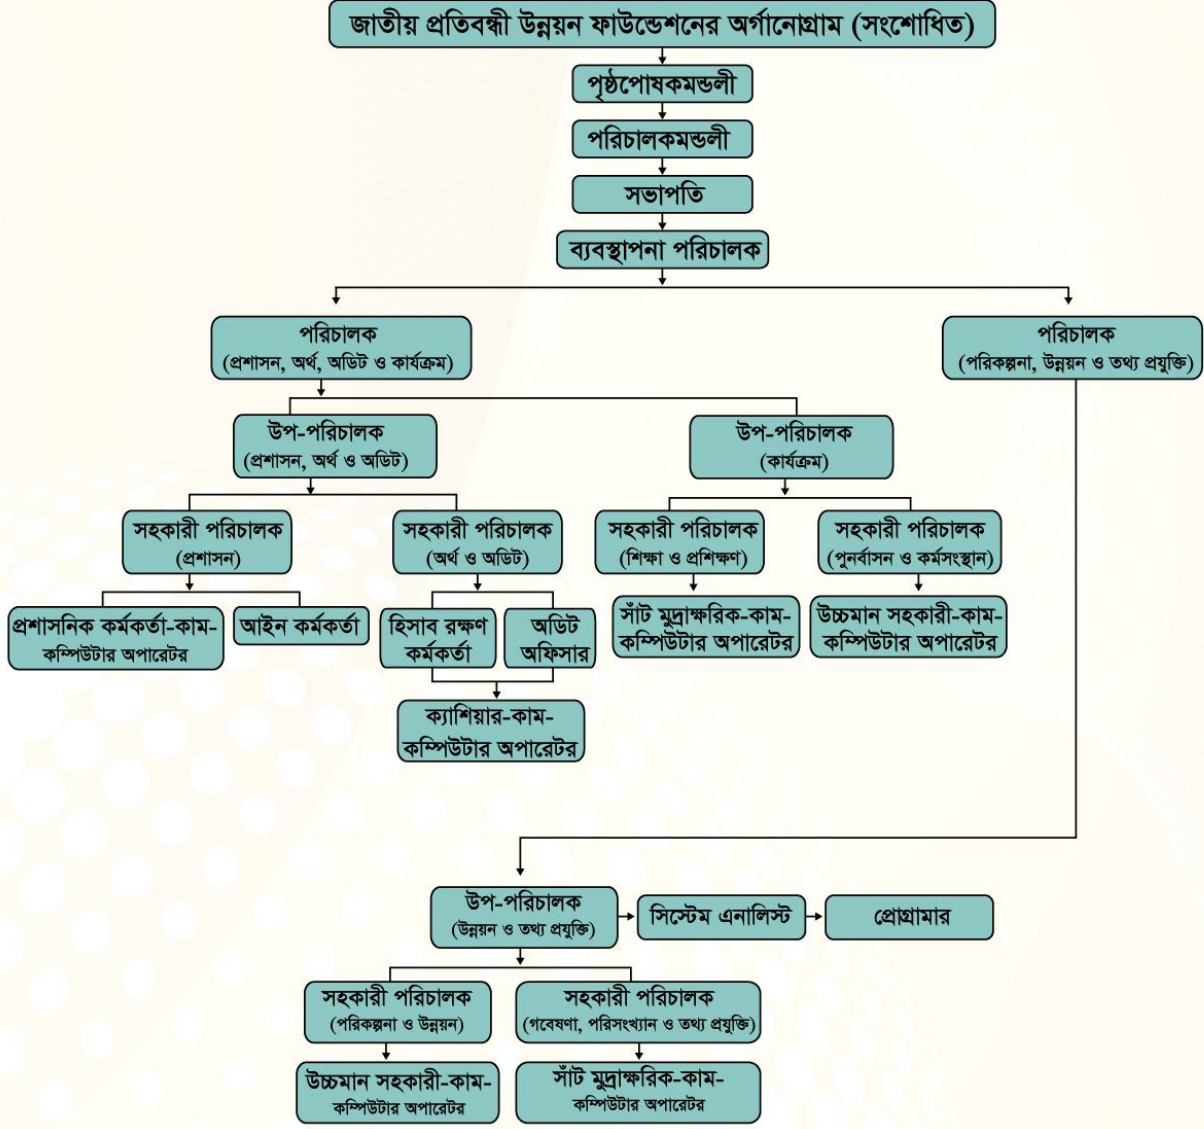 জাতীয় প্রতিবন্ধী উন্নয়ন ফাউন্ডেশনের অর্গানোগ্রাম (সংশোধিত)
পৃষ্ঠপোষকমন্ডলী
পরিচালকমন্ডলী
সভাপতি
ব্যবস্থাপনা পরিচালক
পরিচালক
(প্রশাসন, অর্থ, অডিট ও কার্যক্রম)
পরিচালক
(পরিকল্পনা, উন্নয়ন ও তথ্য প্রযুক্তি)
উপ-পরিচালক
(প্রশাসন, অর্থ ও অডিট)
উপ-পরিচালক
(কার্যক্রম)
সহকারী পরিচালক
(প্রশাসন)
সহকারী পরিচালক
(অর্থ ও অডিট)
সহকারী পরিচালক
(শিক্ষা ও প্রশিক্ষণ)
সহকারী পরিচালক
(পুনর্বাসন ও কর্মসংস্থান)
প্রশাসনিক কর্মকর্তা-কাম-
কম্পিউটার অপারেটর
আইন কর্মকর্তা
হিসাব রক্ষণ
কর্মকর্তা
অডিট
অফিসার
সাঁট মুদ্রাক্ষরিক-কাম-
কম্পিউটার অপারেটর
উচ্চমান সহকারী-কাম-
কম্পিউটার অপারেটর
ক্যাশিয়ার-কাম-
কম্পিউটার অপারেটর
উপ-পরিচালক
(উন্নয়ন ও তথ্য প্রযুক্তি)
সিস্টেম এনালিস্ট
প্রোগ্রামার
সহকারী পরিচালক
(পরিকল্পনা ও উন্নয়ন)
সহকারী পরিচালক
(গবেষণা, পরিসংখ্যান ও তথ্য প্রযুক্তি)
উচ্চমান সহকারী-কাম-
কম্পিউটার অপারেটর
সাঁট মুদ্রাক্ষরিক-কাম-
কম্পিউটার অপারেটর